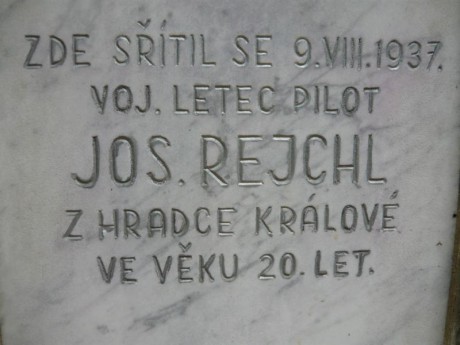 ZDE SŘÍTIL SE 9.VIII.1937.
VOJ. LETEC PILOT
JOS. REJCHL
Z HRADCE KRÁLOVÉ
VE VĚKU 20. LET.